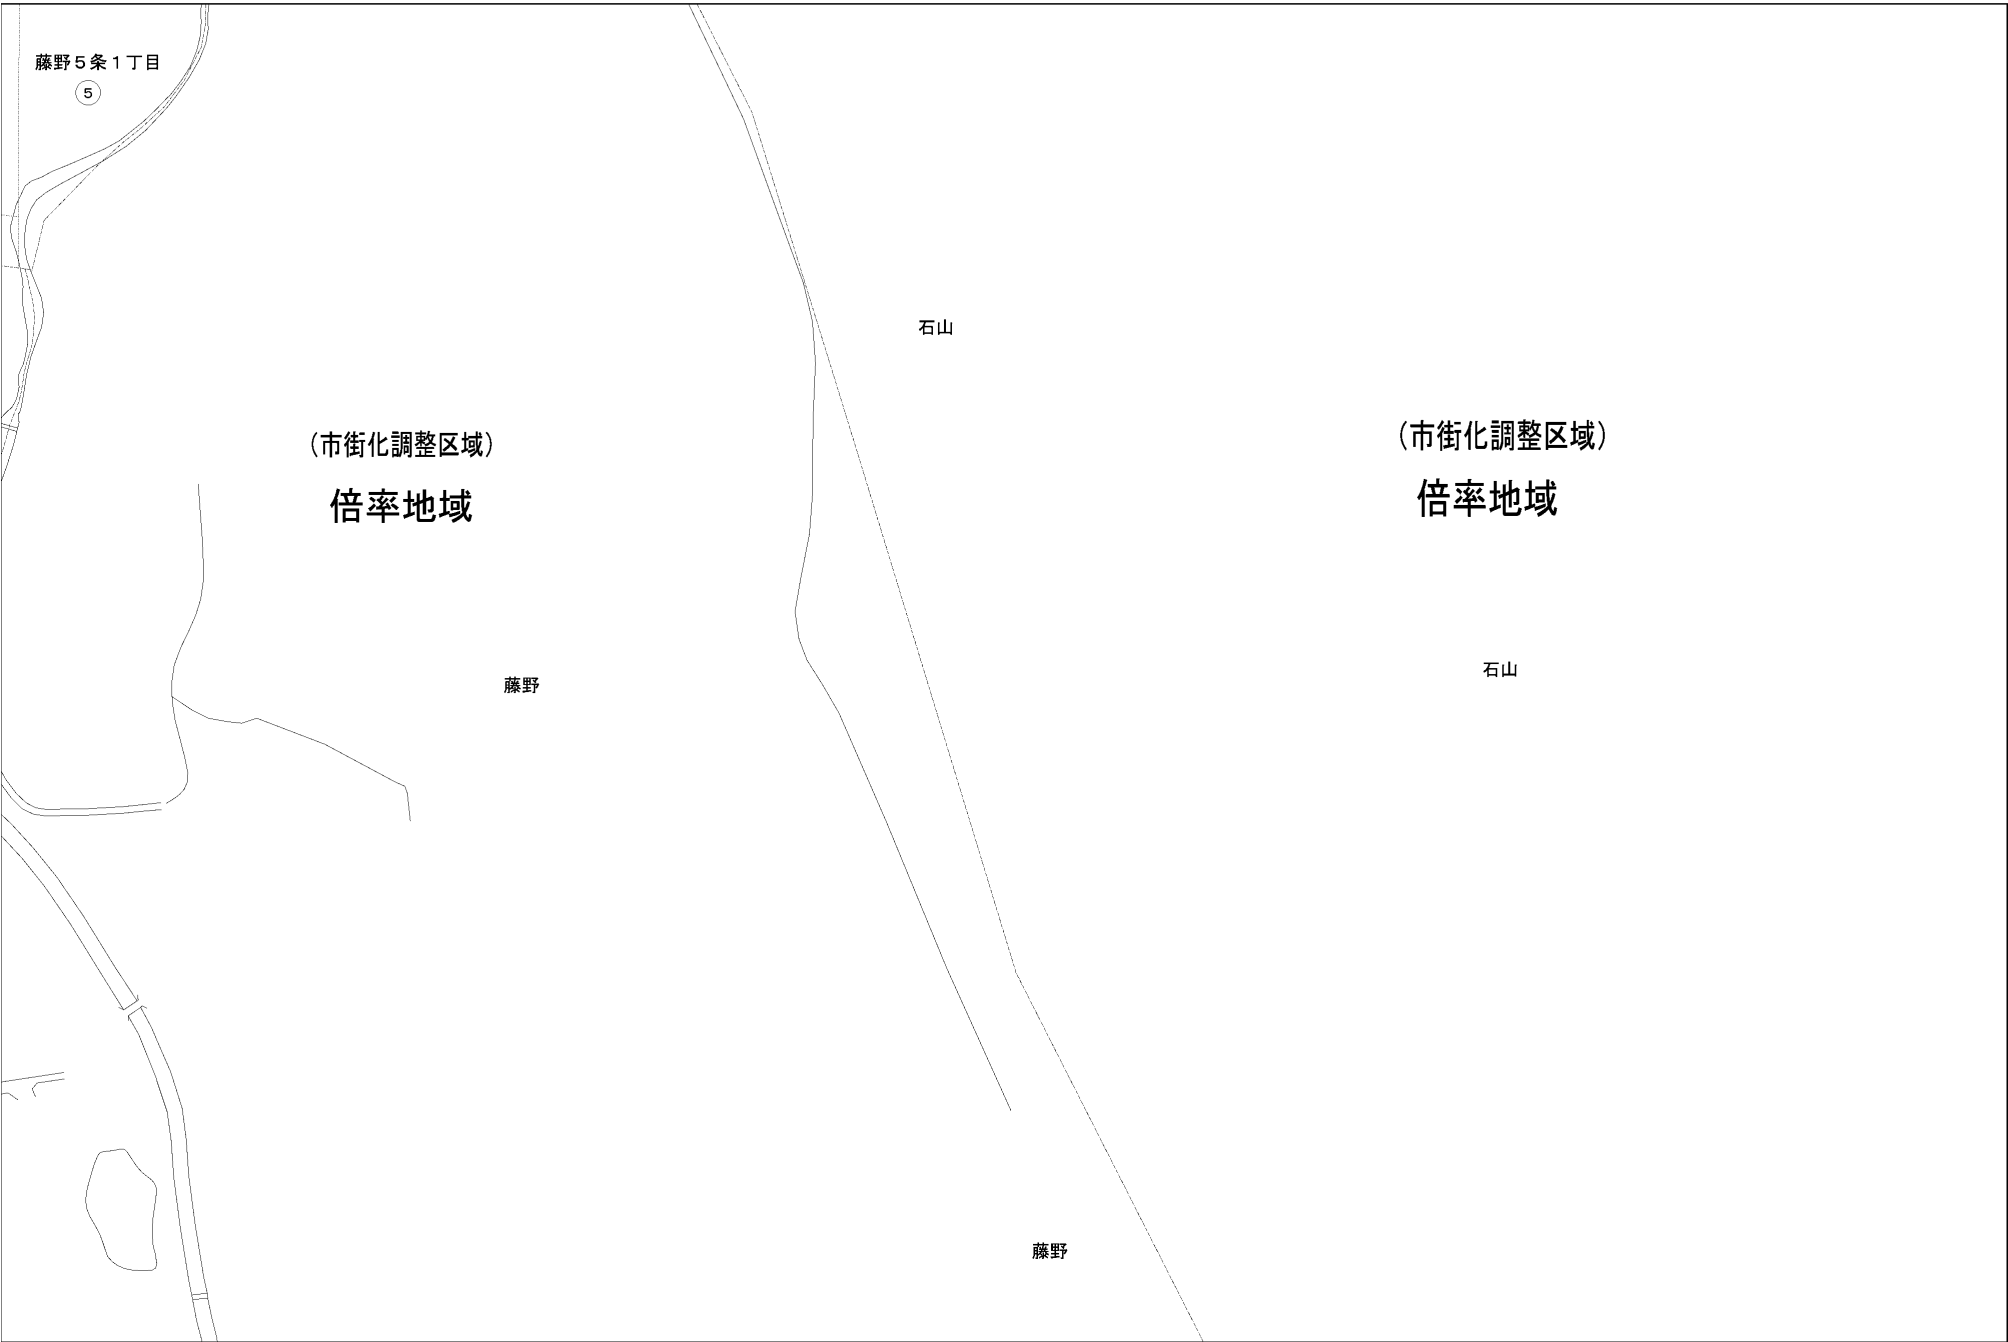 藤野５条１丁目
5
石山
（市街化調整区域）
倍率地域
（市街化調整区域）
倍率地域
藤野
石山
藤野